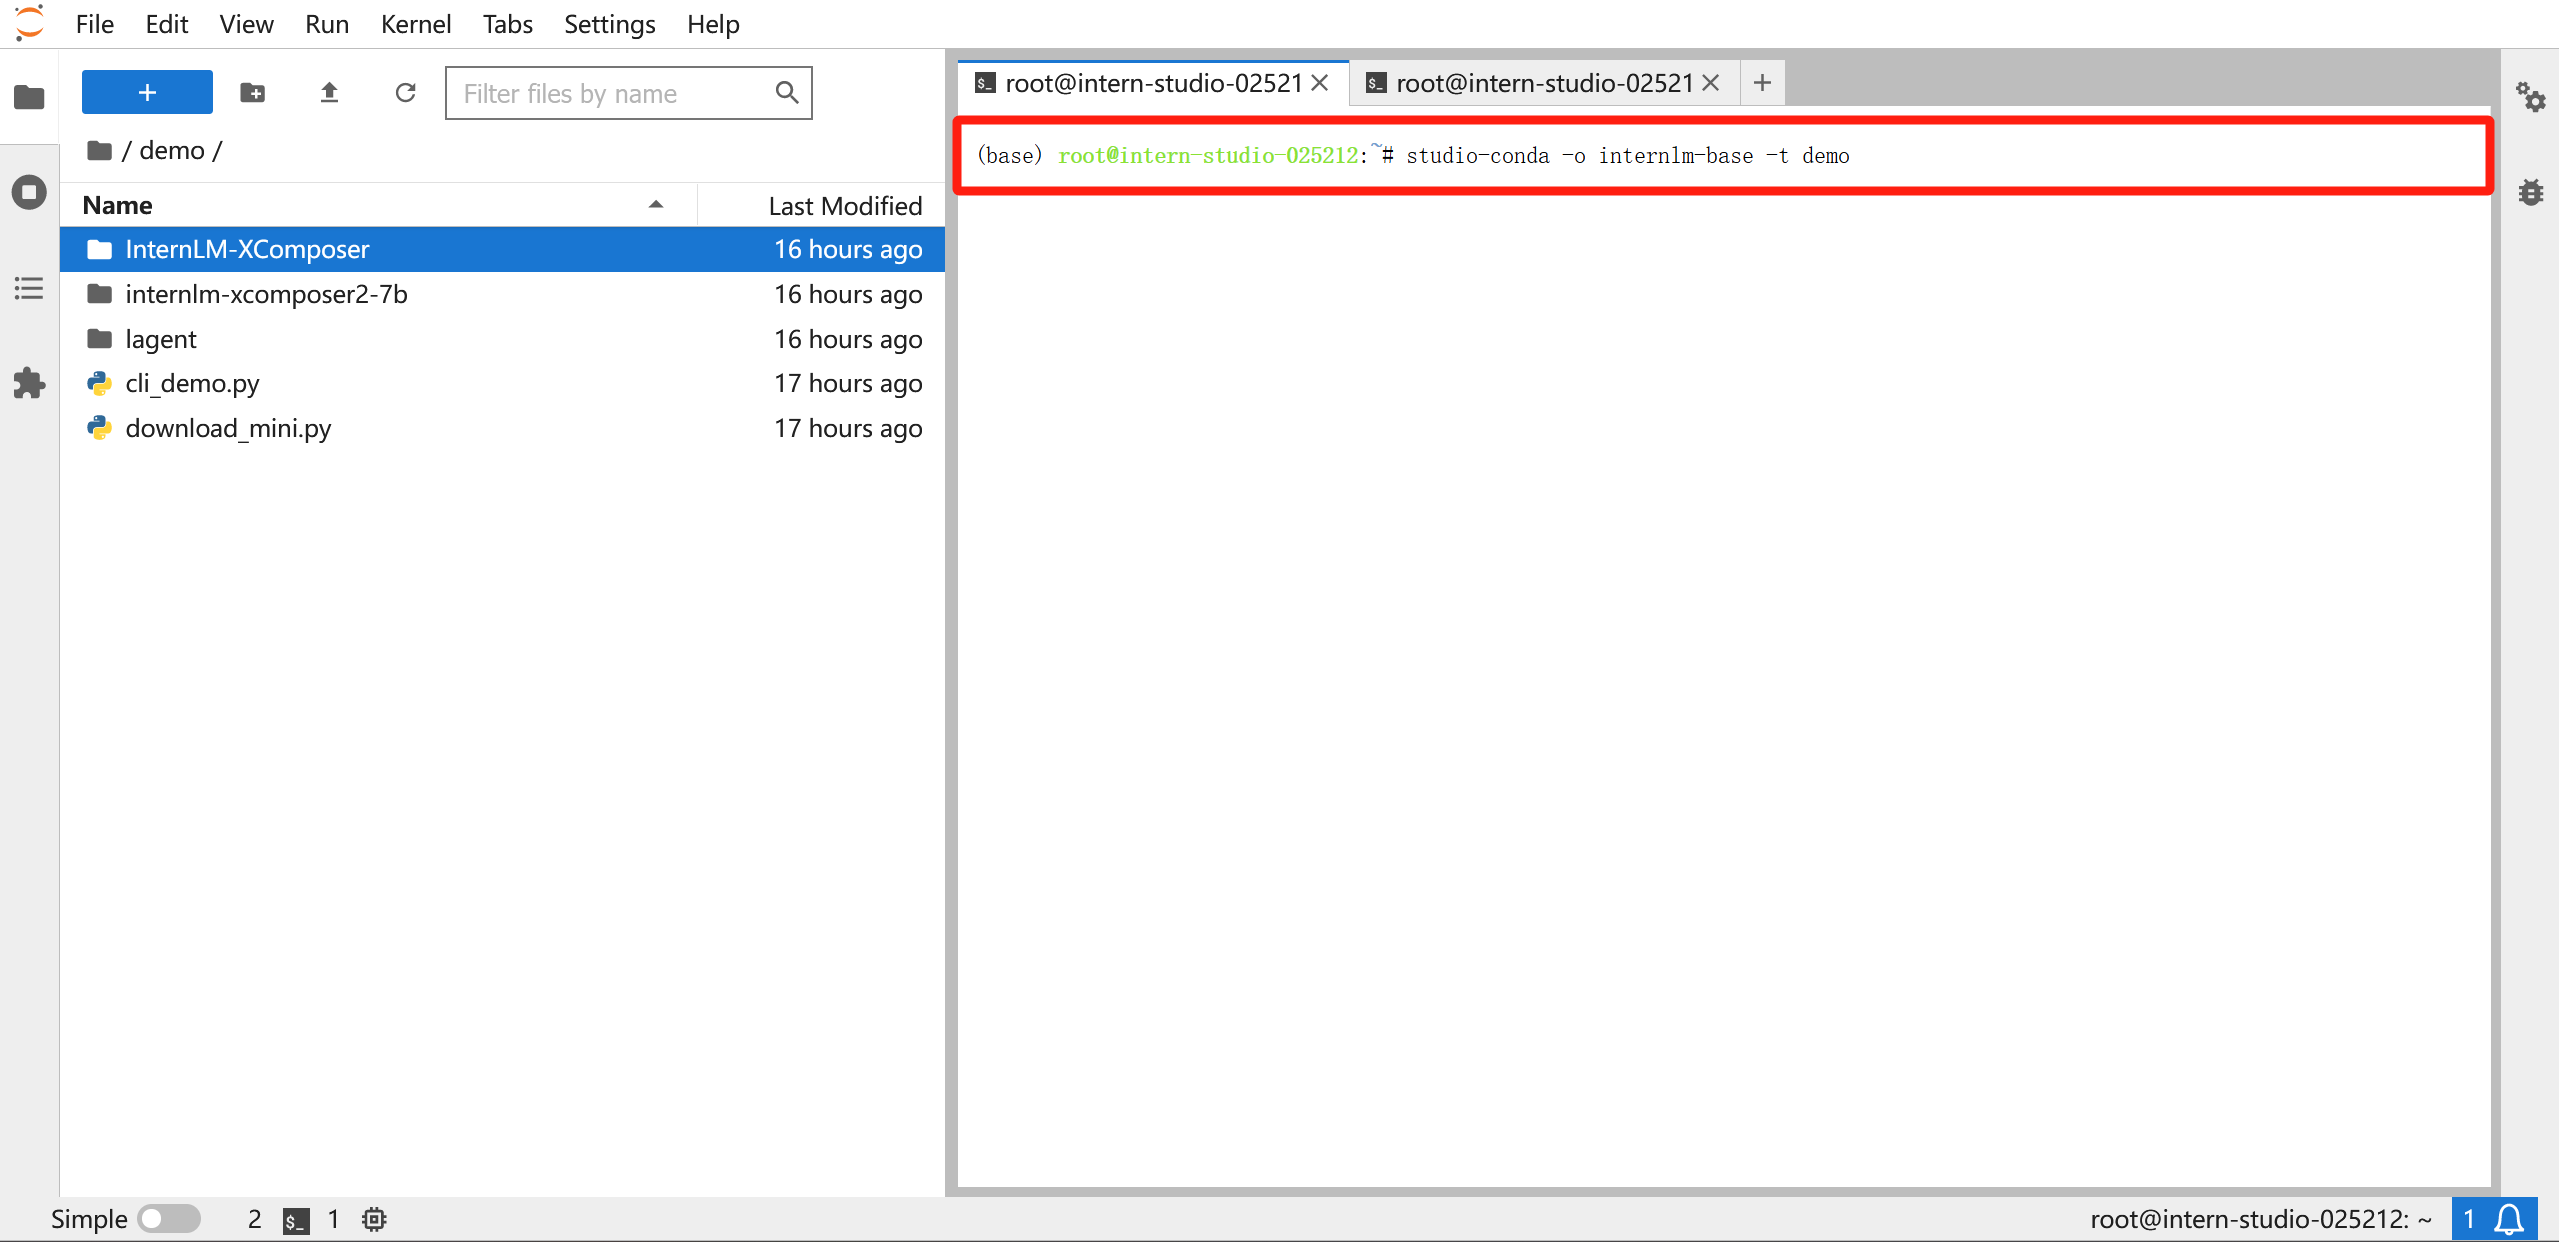 File Edit View Run Kernel Tabs Settings Help
+
Filter files by name
/ demo /
Name Last Modified
InternLM-XComposer 16 hours ago
internlm-xcomposer2-7b 16 hours ago
lagent 16 hours ago
cli_demo.py 17 hours ago
download_mini.py 17 hours ago
$_ root@intern-studio-02521 × $_ root@intern-studio-02521 × +
(base) root@intern-studio-025212:~# studio-conda -o internlm-base -t demo
Simple 2 $_ 1 root@intern-studio-025212: ~ 1